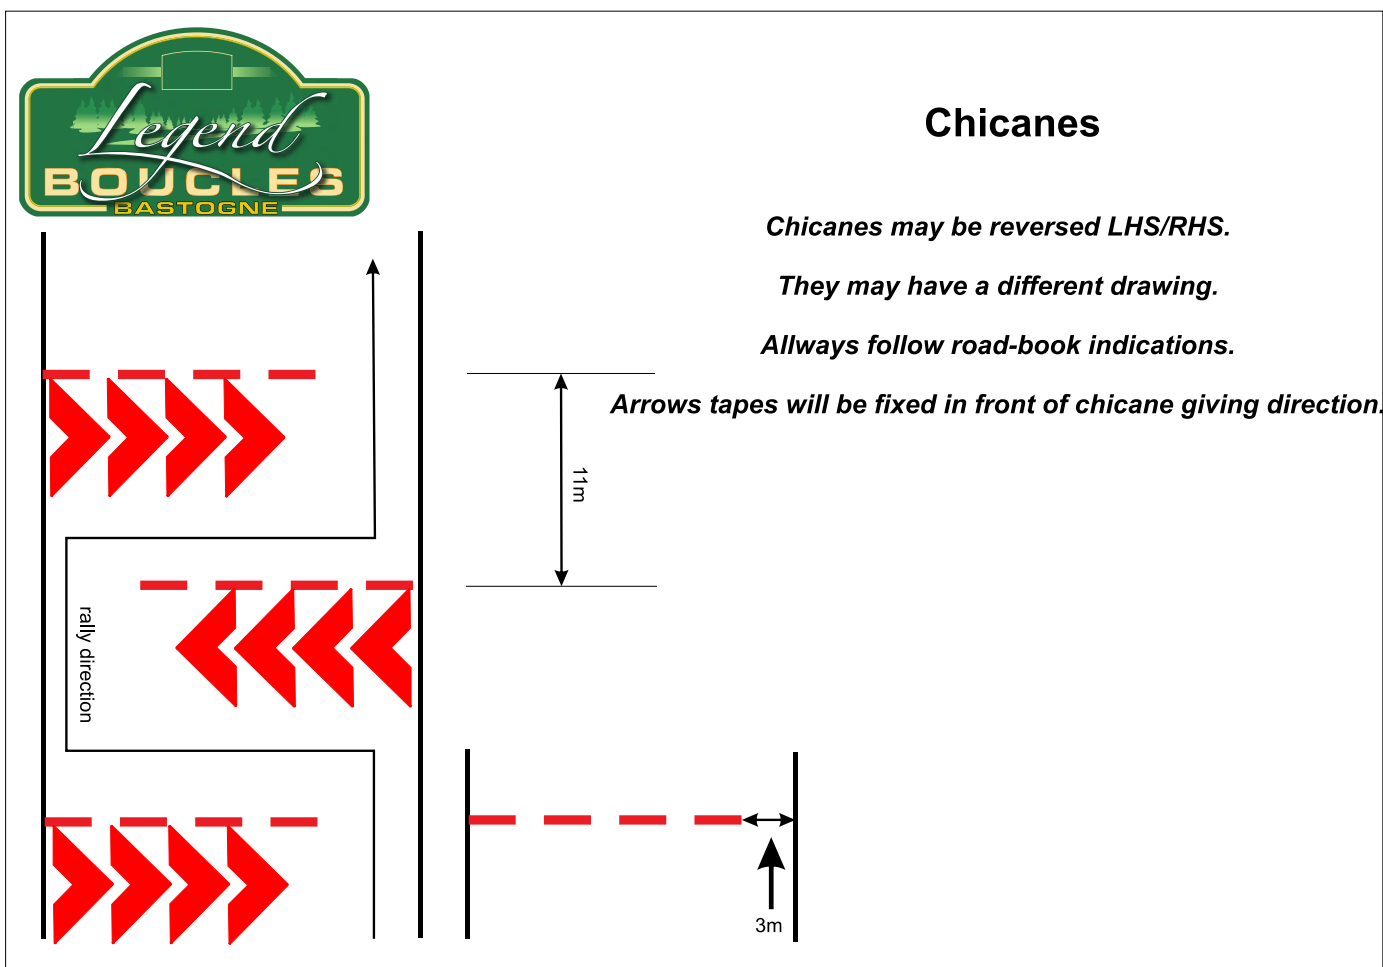 Legend
BOUCLES
BASTOGNE
Chicanes
Chicanes may be reversed LHS/RHS.
They may have a different drawing.
Allways follow road-book indications.
Arrows tapes will be fixed in front of chicane giving direction.
11m
rally direction
3m